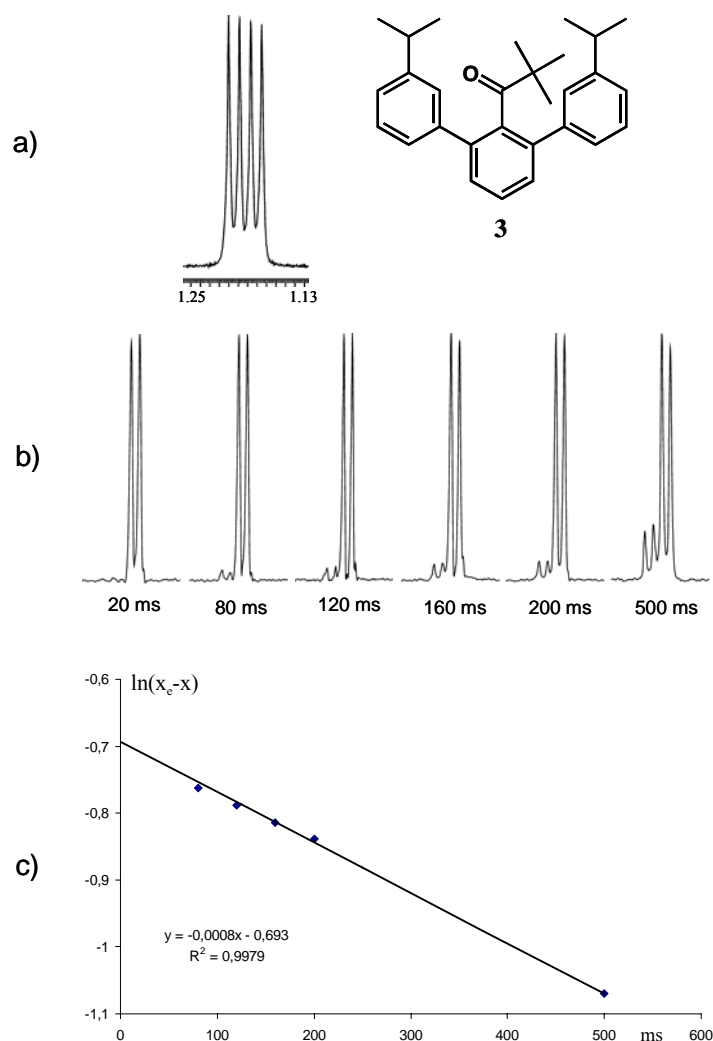 a)
O
3
1.25 1.13
b)
20 ms 80 ms 120 ms 160 ms 200 ms 500 ms
c)
ln(xₑ-x)
-0,6
-0,7
-0,8
-0,9
-1
-1,1
y = -0,0008x - 0,693
R² = 0,9979
0 100 200 300 400 500 ms 600